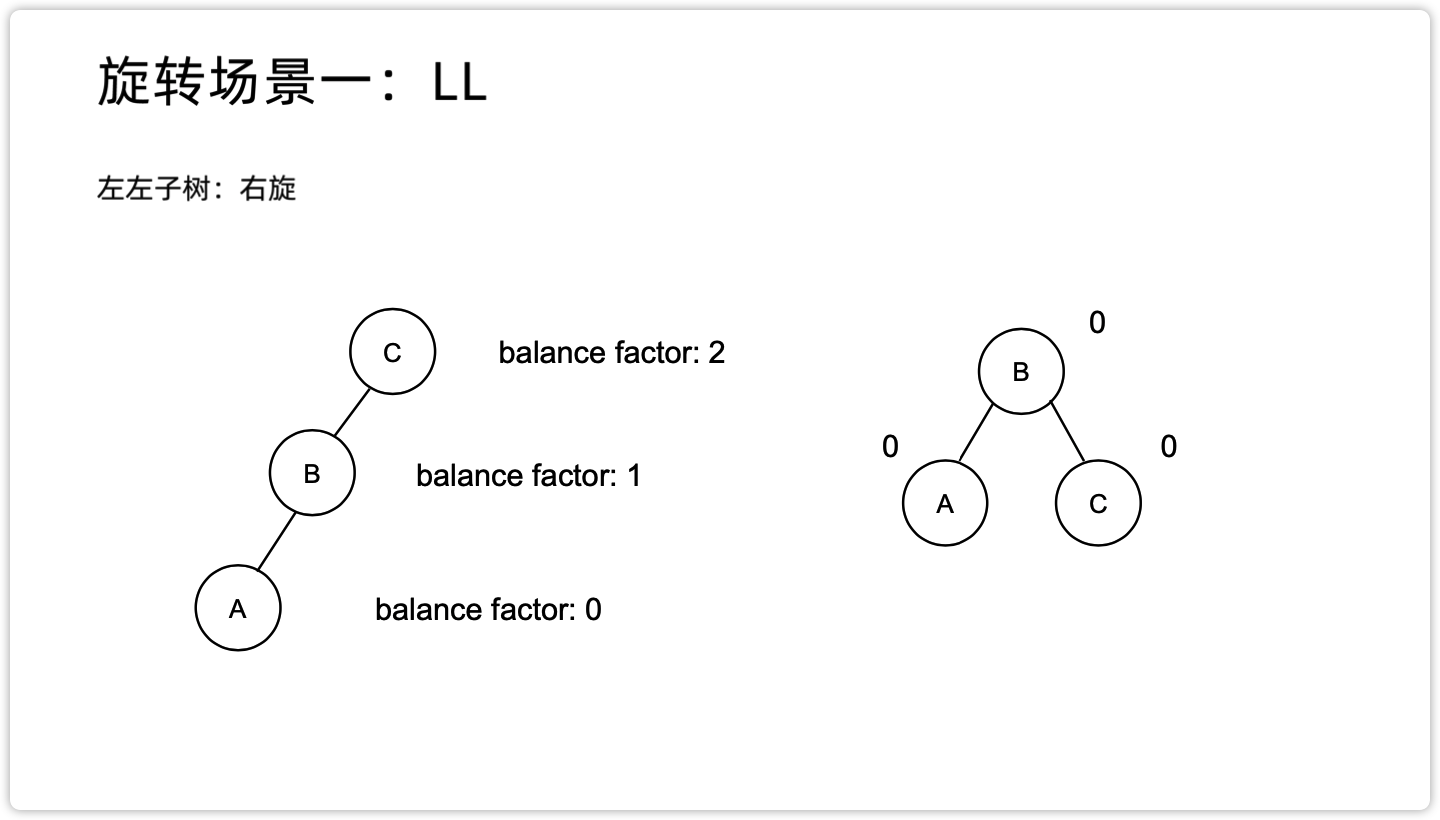 旋转场景一：LL
左左子树：右旋
C
balance factor: 2
B
balance factor: 1
A
balance factor: 0
0
B
0
0
A
C